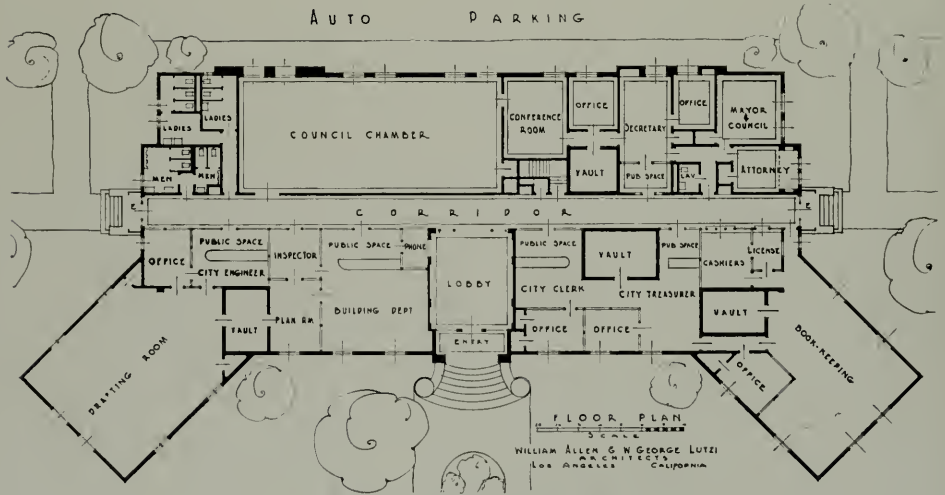 AUTO PARKING
LADIES
LADIES
MEN
MEN
COUNCIL CHAMBER
CONFERENCE
ROOM
OFFICE
VAULT
SECRETARY
PUB SPACE
OFFICE
MAYOR
&
COUNCIL
LAV
ATTORNEY
E
CORRIDOR
E
OFFICE
PUBLIC SPACE
CITY ENGINEER
INSPECTOR
PUBLIC SPACE
PHONE
LOBBY
PUBLIC SPACE
CITY CLERK
VAULT
PUB SPACE
CITY TREASURER
CASHIERS
LICENSE
DRAFTING ROOM
VAULT
PLAN RM
BUILDING DEPT
ENTRY
OFFICE
OFFICE
VAULT
OFFICE
BOOK-KEEPING
FLOOR PLAN
SCALE
WILLIAM ALLEN & W GEORGE LUTZI
ARCHITECTS
LOS ANGELES CALIFORNIA